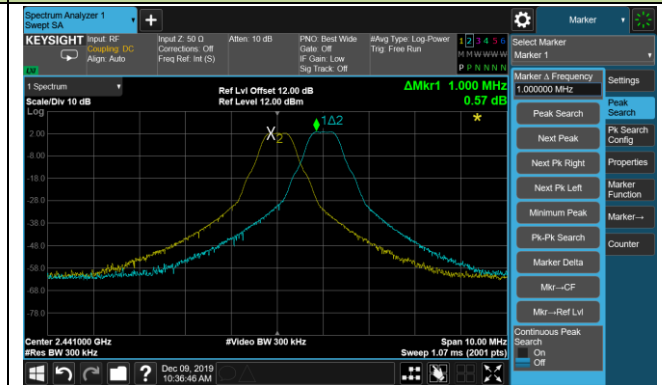 Spectrum Analyzer 1
Swept SA
+
Marker
KEYSIGHT
Input: RF
Coupling: DC
Align: Auto
Input Z: 50 Ω
Corrections: Off
Freq Ref: Int (S)
Atten: 10 dB
PNO: Best Wide
Gate: Off
IF Gain: Low
Sig Track: Off
#Avg Type: Log-Power
Trig: Free Run
1 2 3 4 5 6
M M W W W W
P P N N N N
LXI
Select Marker
Marker 1
1 Spectrum
Scale/Div 10 dB
Ref Lvl Offset 12.00 dB
Ref Level 12.00 dBm
ΔMkr1 1.000 MHz
0.57 dB
Log
2.00
-8.00
-18.0
-28.0
-38.0
-48.0
-58.0
-68.0
-78.0
X2
1Δ2
*
Center 2.441000 GHz
#Res BW 300 kHz
#Video BW 300 kHz
Span 10.00 MHz
Sweep 1.07 ms (2001 pts)
Marker Δ Frequency
1.000000 MHz
Peak Search
Next Peak
Next Pk Right
Next Pk Left
Minimum Peak
Pk-Pk Search
Marker Delta
Mkr→CF
Mkr→Ref Lvl
Continuous Peak
Search
On
Off
Settings
Peak
Search
Pk Search
Config
Properties
Marker
Function
Marker→
Counter
?
Dec 09, 2019
10:36:46 AM